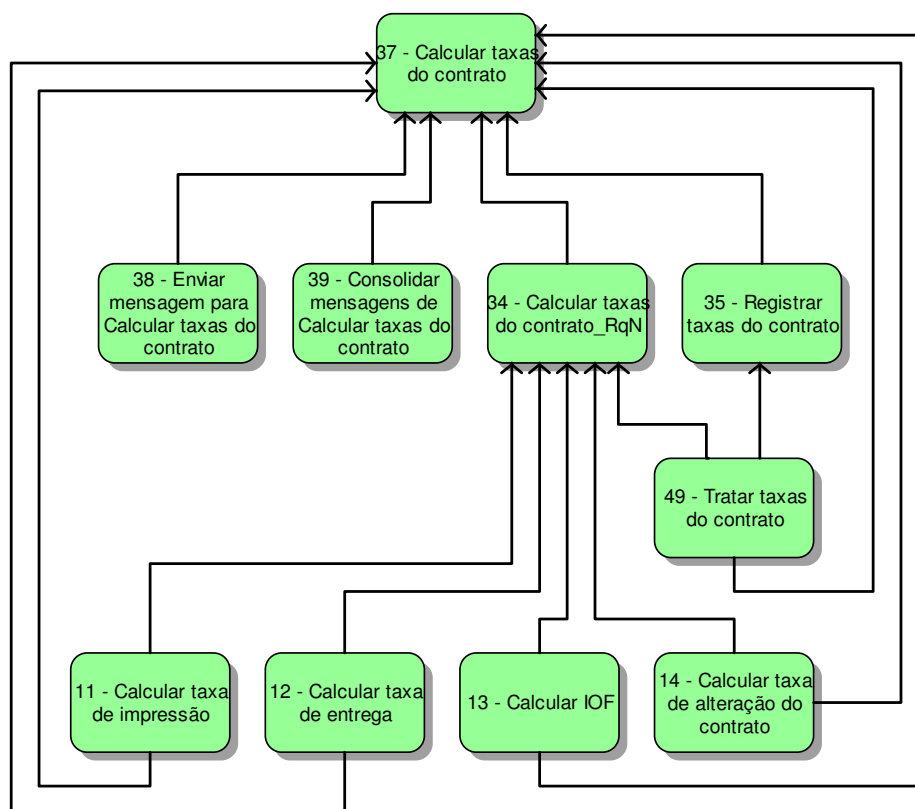 37 - Calcular taxas
do contrato
38 - Enviar
mensagem para
Calcular taxas do
contrato
39 - Consolidar
mensagens de
Calcular taxas do
contrato
34 - Calcular taxas
do contrato_RqN
35 - Registrar
taxas do contrato
49 - Tratar taxas
do contrato
11 - Calcular taxa
de impressão
12 - Calcular taxa
de entrega
13 - Calcular IOF
14 - Calcular taxa
de alteração do
contrato